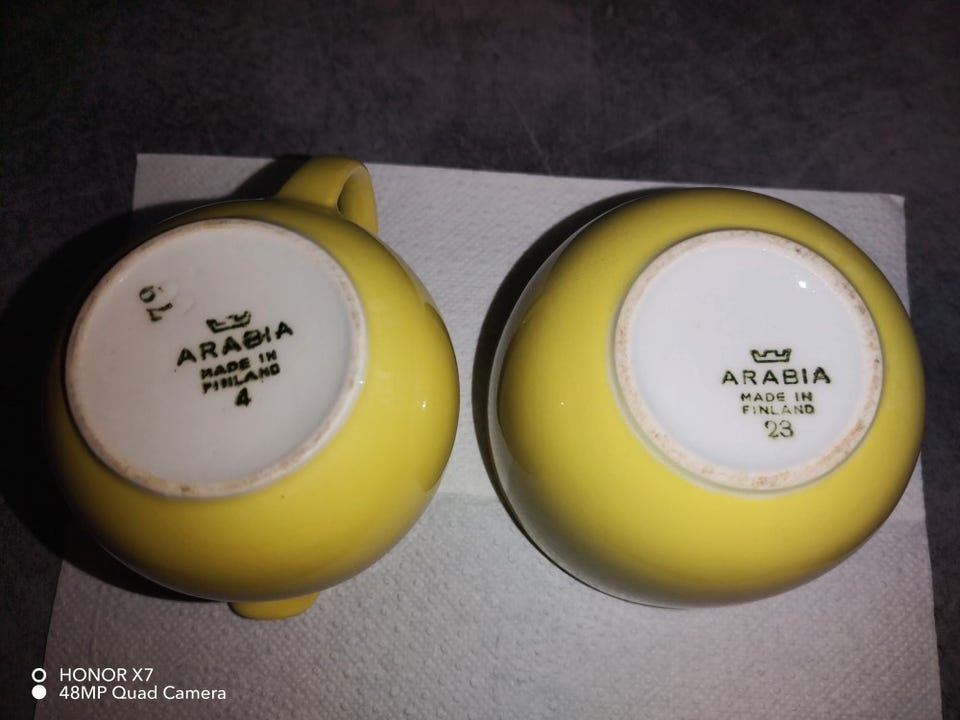 79
ARABIA
MADE IN
FINLAND
4
ARABIA
MADE IN
FINLAND
23
HONOR X7
48MP Quad Camera